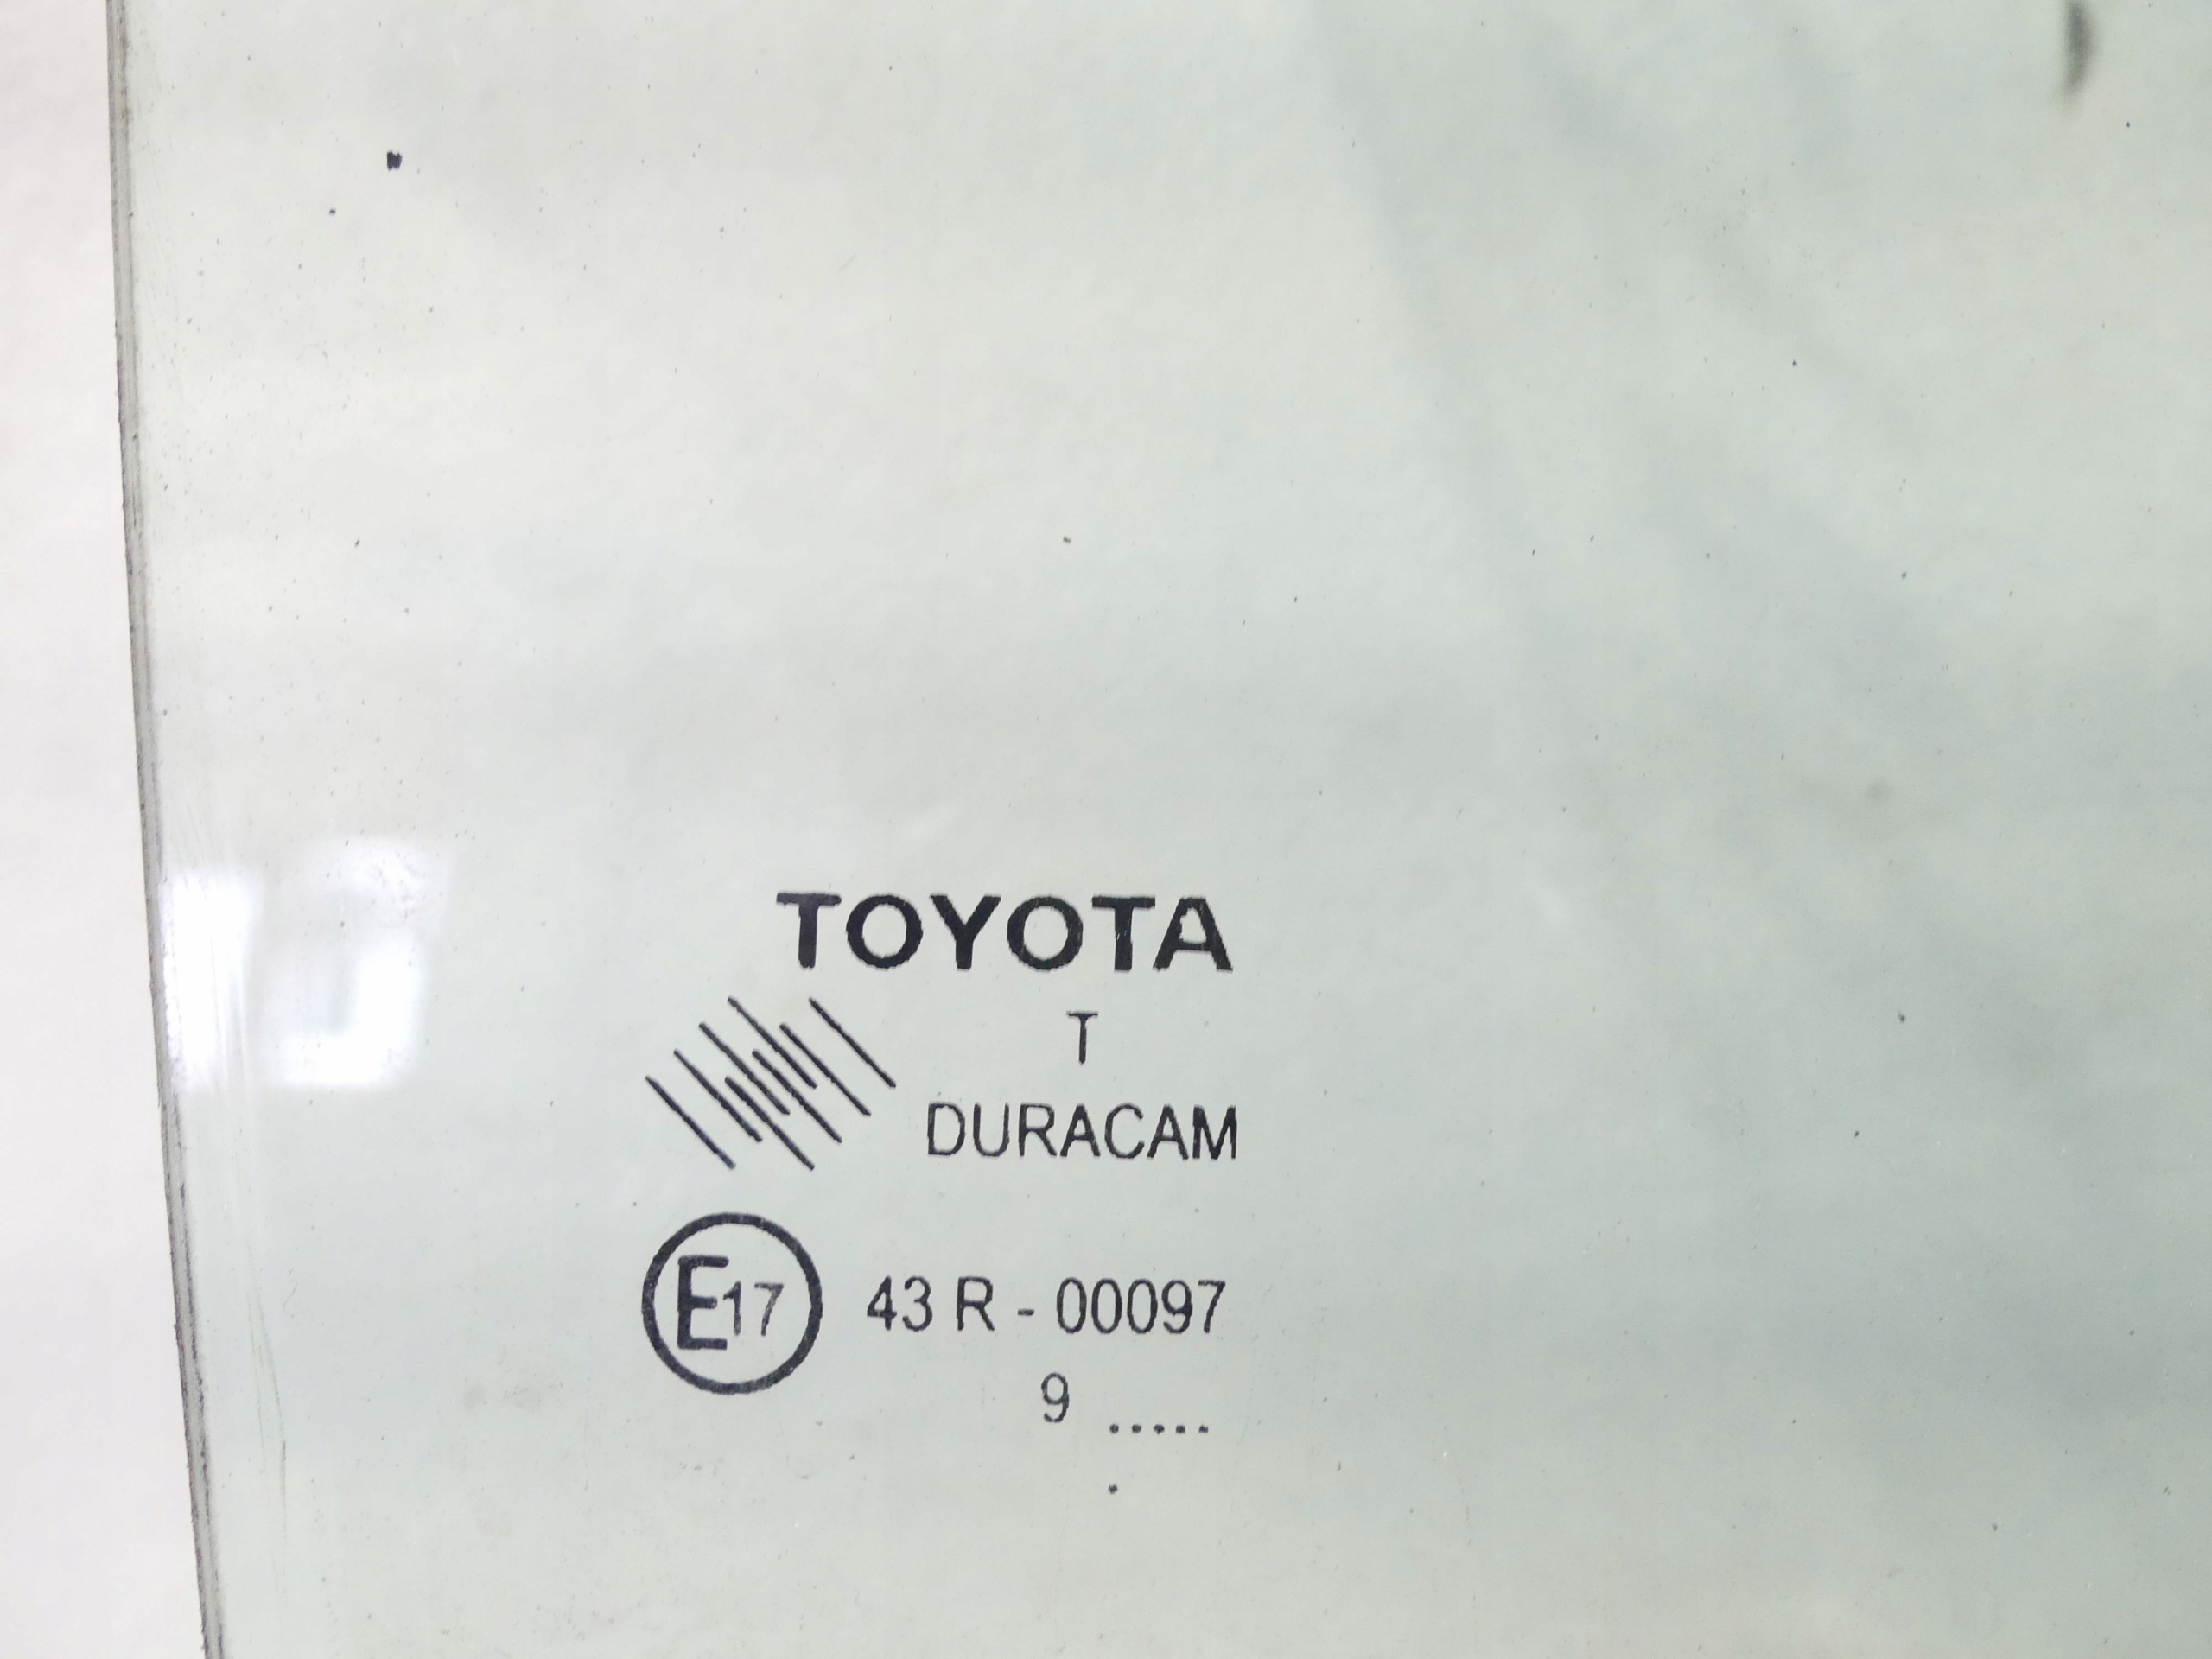 TOYOTA
T
DURACAM
E17 43 R - 00097
9 .....
.